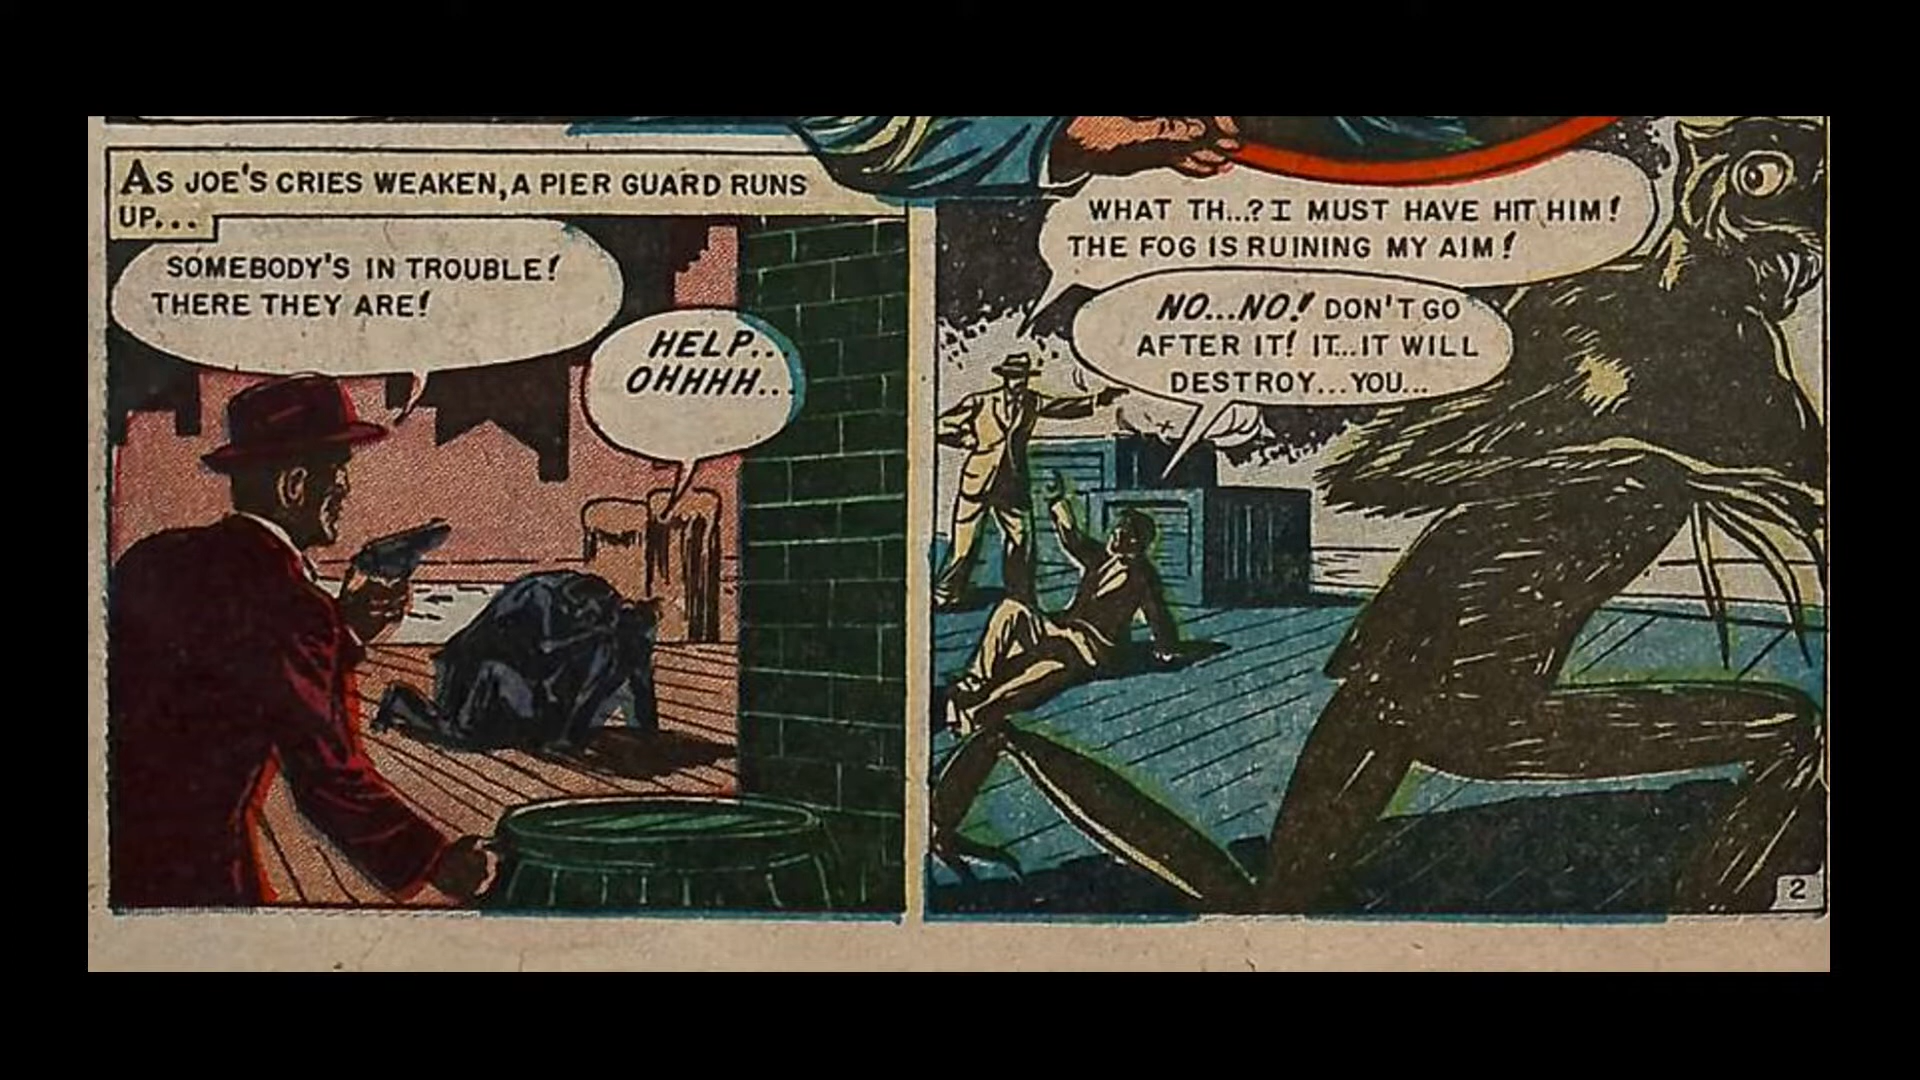 AS JOE'S CRIES WEAKEN, A PIER GUARD RUNS
UP...
SOMEBODY'S IN TROUBLE!
THERE THEY ARE!
HELP..
OHHHH...
WHAT TH...? I MUST HAVE HIT HIM!
THE FOG IS RUINING MY AIM!
NO...NO! DON'T GO
AFTER IT! IT...IT WILL
DESTROY...YOU...
2